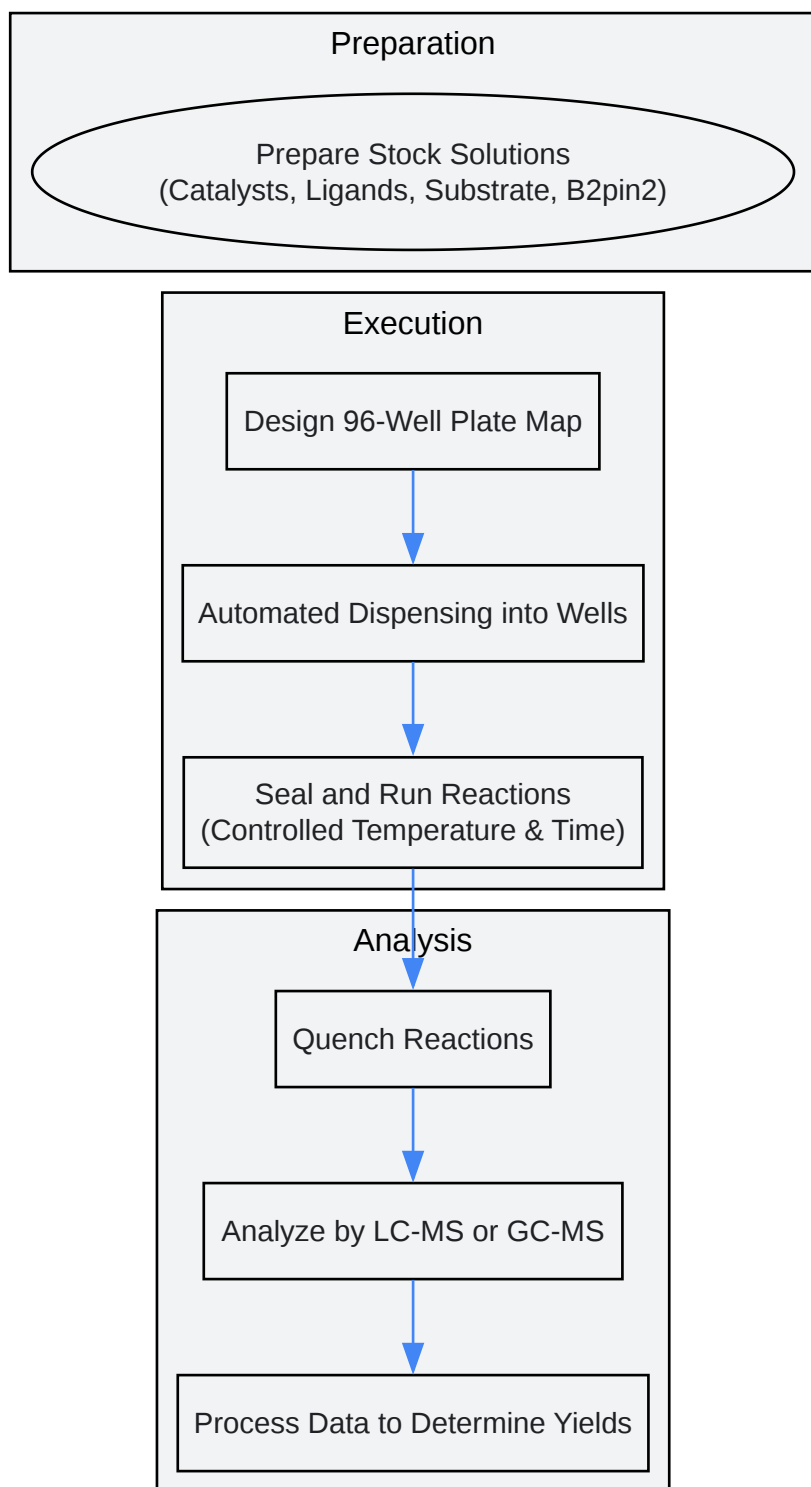 Preparation
Prepare Stock Solutions
(Catalysts, Ligands, Substrate, B2pin2)
Execution
Design 96-Well Plate Map
Automated Dispensing into Wells
Seal and Run Reactions
(Controlled Temperature & Time)
Analysis
Quench Reactions
Analyze by LC-MS or GC-MS
Process Data to Determine Yields